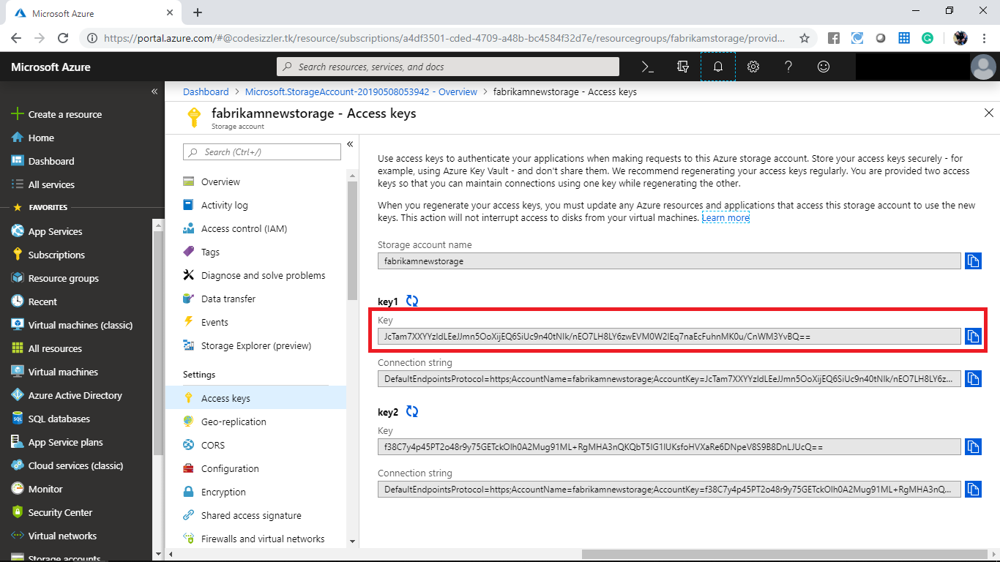 Microsoft Azure
https://portal.azure.com/#@codesizzler.tk/resource/subscriptions/a4df3501-cded-4709-a48b-bc4584f32d7e/resourcegroups/fabrikamstorage/provid...
Microsoft Azure
Search resources, services, and docs
Create a resource
Home
Dashboard
All services
FAVORITES
App Services
Subscriptions
Resource groups
Recent
Virtual machines (classic)
All resources
Virtual machines
Azure Active Directory
SQL databases
App Service plans
Cloud services (classic)
Monitor
Security Center
Virtual networks
Storage accounts
Dashboard > Microsoft.StorageAccount-20190508053942 - Overview > fabrikamnewstorage - Access keys
fabrikamnewstorage - Access keys
Storage account
Search (Ctrl+/)
Overview
Activity log
Access control (IAM)
Tags
Diagnose and solve problems
Data transfer
Events
Storage Explorer (preview)
Settings
Access keys
Geo-replication
CORS
Configuration
Encryption
Shared access signature
Firewalls and virtual networks
Use access keys to authenticate your applications when making requests to this Azure storage account. Store your access keys securely - for
example, using Azure Key Vault - and don't share them. We recommend regenerating your access keys regularly. You are provided two access
keys so that you can maintain connections using one key while regenerating the other.
When you regenerate your access keys, you must update any Azure resources and applications that access this storage account to use the new
keys. This action will not interrupt access to disks from your virtual machines. Learn more
Storage account name
fabrikamnewstorage
key1
Key
Connection string
DefaultEndpointsProtocol=https;AccountName=fabrikamnewstorage;AccountKey=
key2
Key
Connection string
DefaultEndpointsProtocol=https;AccountName=fabrikamnewstorage;AccountKey=